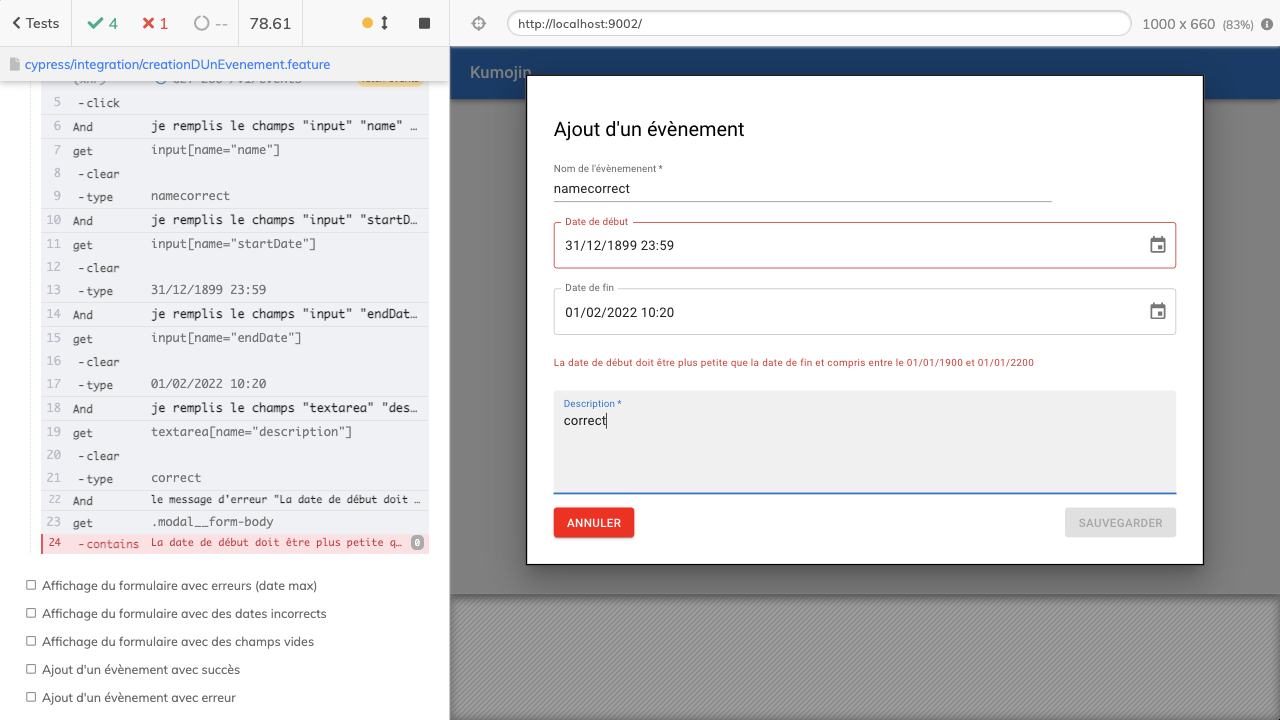 Tests
4
1
--
78.61
http://localhost:9002/
1000 x 660 (83%)
cypress/integration/creationDUnEvenement.feature
5 -click
6 And je remplis le champs "input" "name" …
7 get input[name="name"]
8 -clear
9 -type namecorrect
10 And je remplis le champs "input" "startD…
11 get input[name="startDate"]
12 -clear
13 -type 31/12/1899 23:59
14 And je remplis le champs "input" "endDat…
15 get input[name="endDate"]
16 -clear
17 -type 01/02/2022 10:20
18 And je remplis le champs "textarea" "des…
19 get textarea[name="description"]
20 -clear
21 -type correct
22 And le message d'erreur "La date de début doit …
23 get .modal__form-body
24 -contains La date de début doit être plus petite q… 0
Affichage du formulaire avec erreurs (date max)
Affichage du formulaire avec des dates incorrects
Affichage du formulaire avec des champs vides
Ajout d'un évènement avec succès
Ajout d'un évènement avec erreur
Kumojin
Ajout d'un évènement
Nom de l'évènemenent *
namecorrect
Date de début
31/12/1899 23:59
Date de fin
01/02/2022 10:20
La date de début doit être plus petite que la date de fin et compris entre le 01/01/1900 et 01/01/2200
Description *
correct
ANNULER
SAUVEGARDER